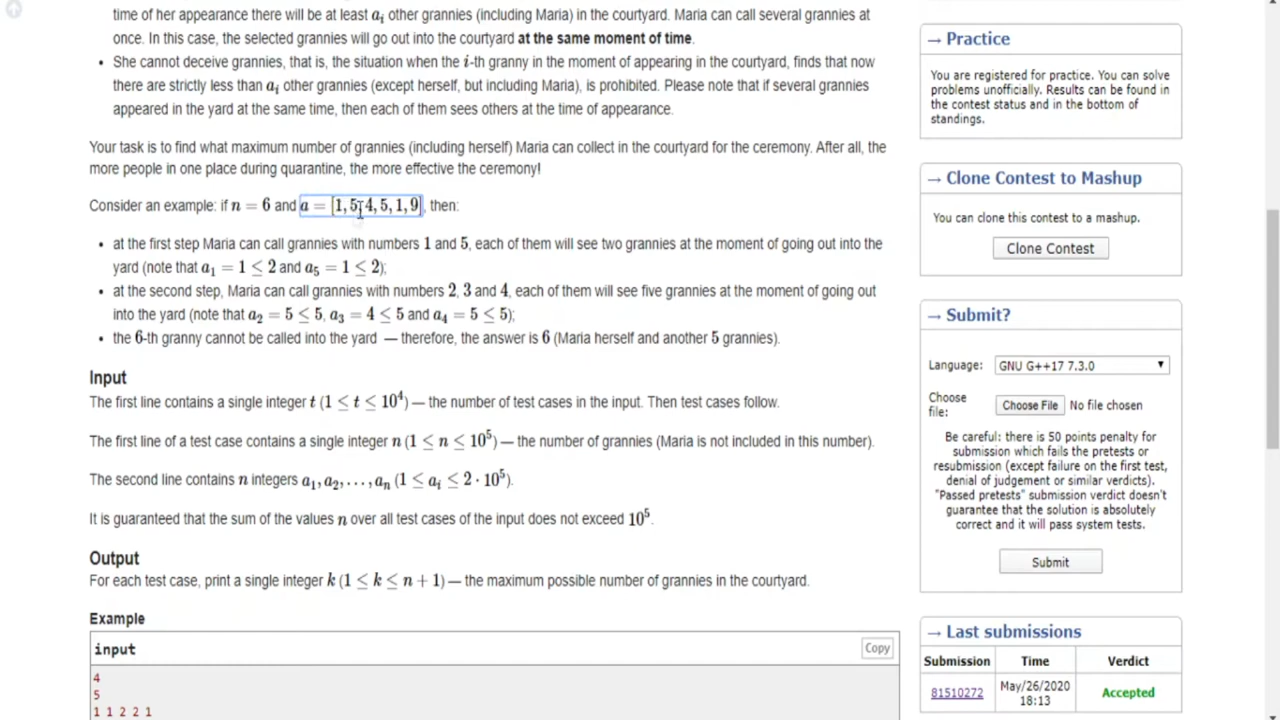 time of her appearance there will be at least aᵢ other grannies (including Maria) in the courtyard. Maria can call several grannies at
once. In this case, the selected grannies will go out into the courtyard at the same moment of time.
• She cannot deceive grannies, that is, the situation when the i-th granny in the moment of appearing in the courtyard, finds that now
there are strictly less than aᵢ other grannies (except herself, but including Maria), is prohibited. Please note that if several grannies
appeared in the yard at the same time, then each of them sees others at the time of appearance.
Your task is to find what maximum number of grannies (including herself) Maria can collect in the courtyard for the ceremony. After all, the
more people in one place during quarantine, the more effective the ceremony!
Consider an example: if n = 6 and a = [1, 5, 4, 5, 1, 9], then:
• at the first step Maria can call grannies with numbers 1 and 5, each of them will see two grannies at the moment of going out into the
yard (note that a₁ = 1 ≤ 2 and a₅ = 1 ≤ 2);
• at the second step, Maria can call grannies with numbers 2, 3 and 4, each of them will see five grannies at the moment of going out
into the yard (note that a₂ = 5 ≤ 5, a₃ = 4 ≤ 5 and a₄ = 5 ≤ 5);
• the 6-th granny cannot be called into the yard — therefore, the answer is 6 (Maria herself and another 5 grannies).
Input
The first line contains a single integer t (1 ≤ t ≤ 10⁴) — the number of test cases in the input. Then test cases follow.
The first line of a test case contains a single integer n (1 ≤ n ≤ 10⁵) — the number of grannies (Maria is not included in this number).
The second line contains n integers a₁, a₂, . . . , aₙ (1 ≤ aᵢ ≤ 2 · 10⁵).
It is guaranteed that the sum of the values n over all test cases of the input does not exceed 10⁵.
Output
For each test case, print a single integer k (1 ≤ k ≤ n + 1) — the maximum possible number of grannies in the courtyard.
Example
input
Copy
4
5
1 1 2 2 1
→ Practice
You are registered for practice. You can solve
problems unofficially. Results can be found in
the contest status and in the bottom of
standings.
→ Clone Contest to Mashup
You can clone this contest to a mashup.
Clone Contest
→ Submit?
Language: GNU G++17 7.3.0
Choose
file: Choose File No file chosen
Be careful: there is 50 points penalty for
submission which fails the pretests or
resubmission (except failure on the first test,
denial of judgement or similar verdicts).
"Passed pretests" submission verdict doesn't
guarantee that the solution is absolutely
correct and it will pass system tests.
Submit
→ Last submissions
Submission Time Verdict
81510272 May/26/2020
18:13 Accepted